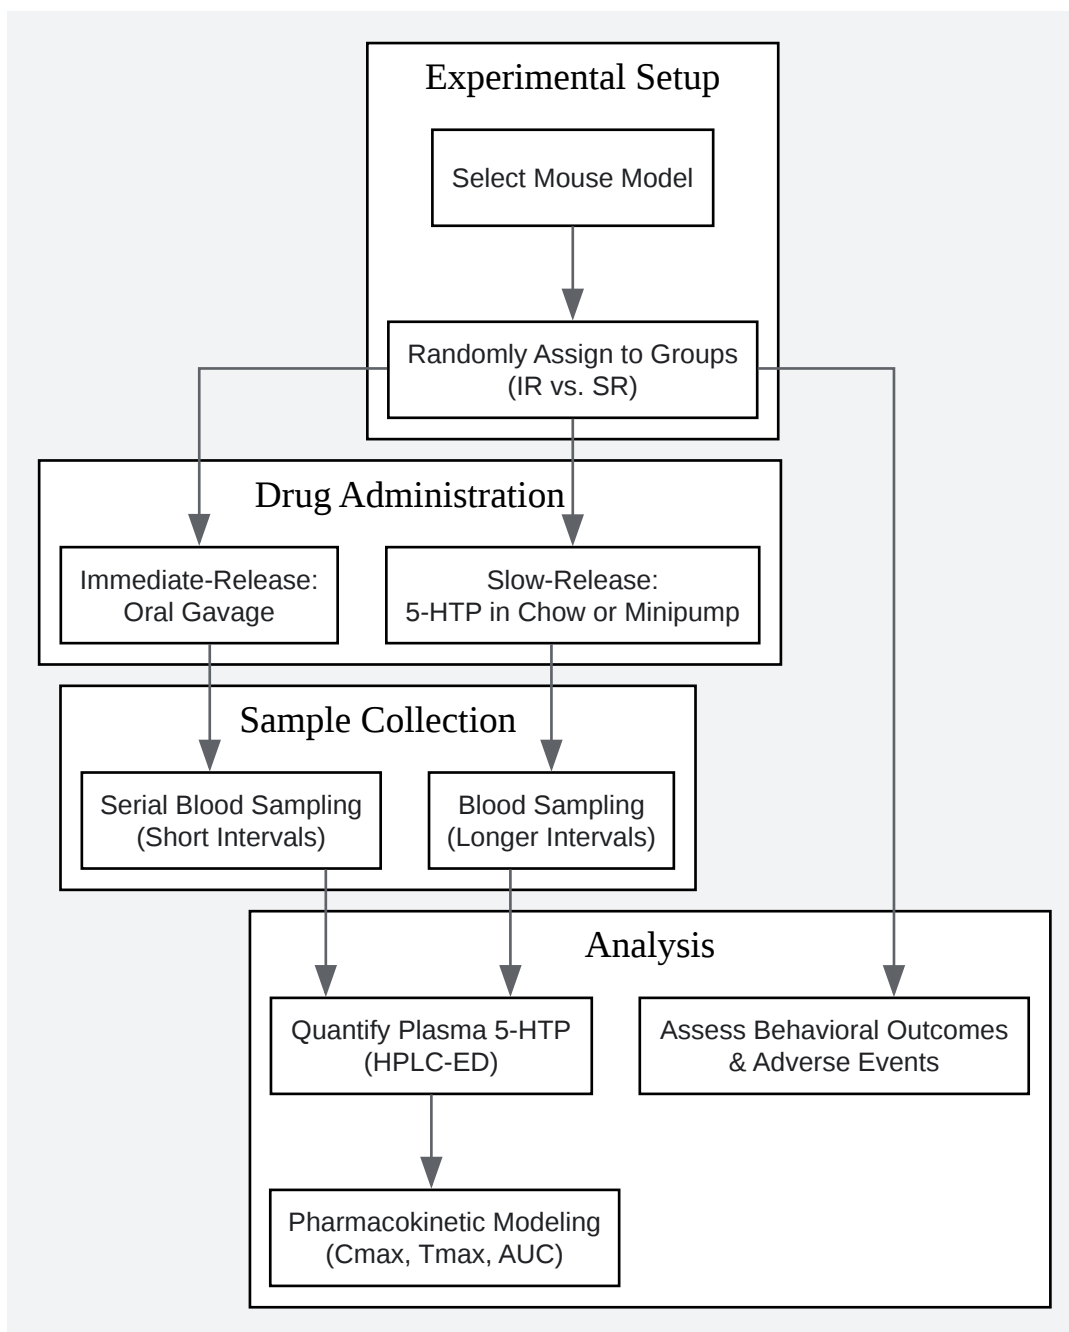 Experimental Setup
Select Mouse Model
Randomly Assign to Groups
(IR vs. SR)
Drug Administration
Immediate-Release:
Oral Gavage
Slow-Release:
5-HTP in Chow or Minipump
Sample Collection
Serial Blood Sampling
(Short Intervals)
Blood Sampling
(Longer Intervals)
Analysis
Quantify Plasma 5-HTP
(HPLC-ED)
Assess Behavioral Outcomes
& Adverse Events
Pharmacokinetic Modeling
(Cmax, Tmax, AUC)